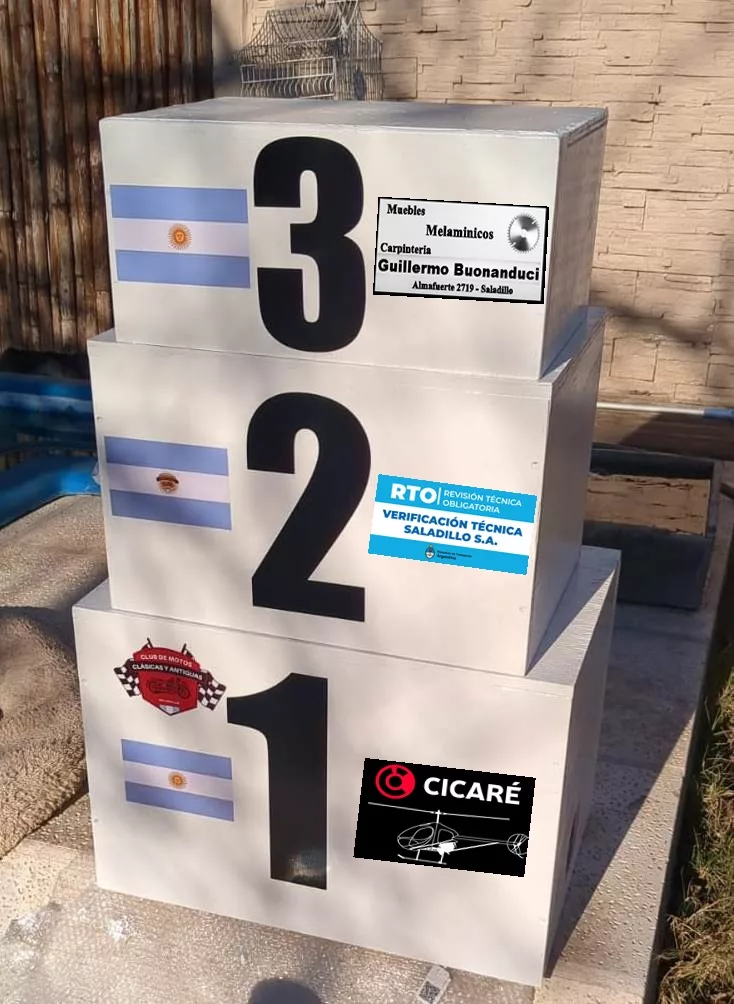 3
Muebles
Melaminicos
Carpinteria
Guillermo Buonanduci
Almafuerte 2719 - Saladillo
2
RTO
REVISIÓN TÉCNICA
OBLIGATORIA
VERIFICACIÓN TÉCNICA
SALADILLO S.A.
Argentina
CLUB DE MOTOS
CLÁSICAS Y ANTIGUAS
1
CICARÉ